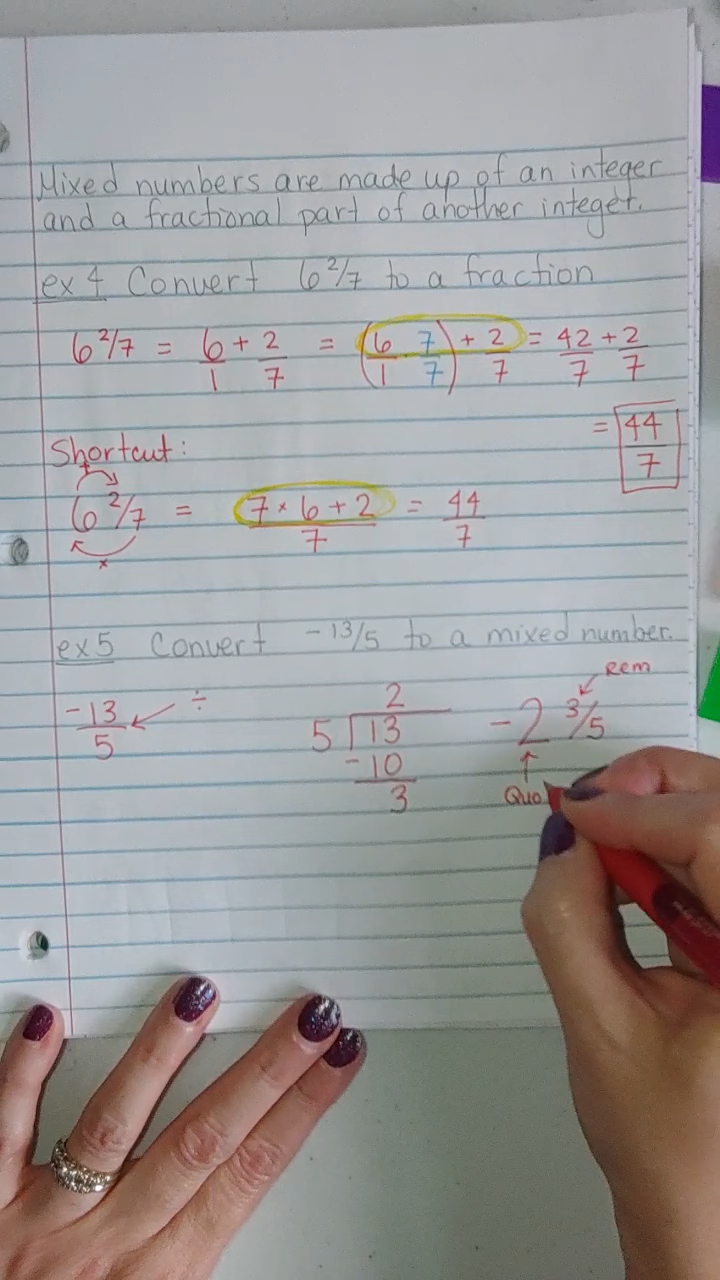 Mixed numbers are made up of an integer
and a fractional part of another integer.
ex 4 Convert 6 2/7 to a fraction
6 2/7 = 6/1 + 2/7 = (6/1 7/7) + 2/7 = 42/7 + 2/7
= 44/7
Shortcut:
6 2/7 = 7 × 6 + 2/7 = 44/7
×
ex 5 Convert -13/5 to a mixed number.
Rem
-13/5 ÷
2
5 13
-10
3
-2 3/5
Quo